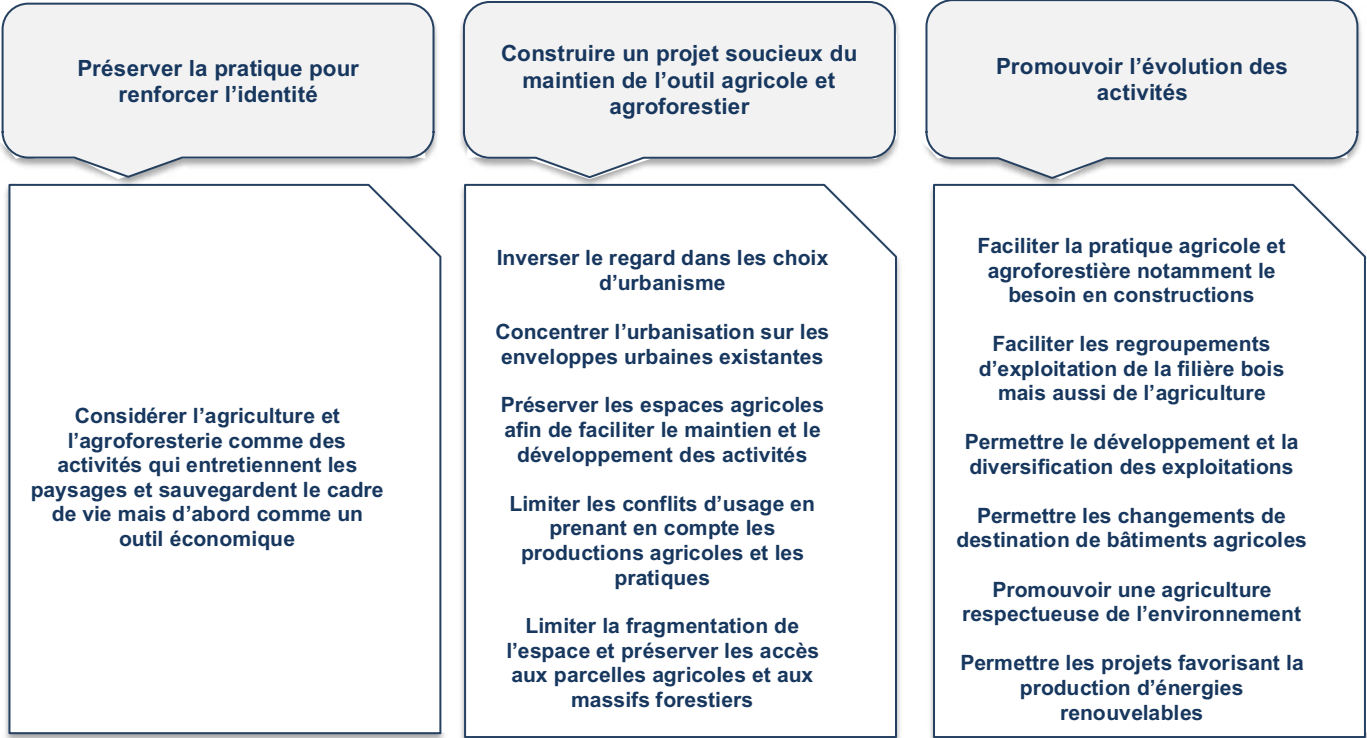 Préserver la pratique pour
renforcer l’identité
Considérer l’agriculture et
l’agroforesterie comme des
activités qui entretiennent les
paysages et sauvegardent le cadre
de vie mais d’abord comme un
outil économique
Construire un projet soucieux du
maintien de l’outil agricole et
agroforestier
Inverser le regard dans les choix
d’urbanisme
Concentrer l’urbanisation sur les
enveloppes urbaines existantes
Préserver les espaces agricoles
afin de faciliter le maintien et le
développement des activités
Limiter les conflits d’usage en
prenant en compte les
productions agricoles et les
pratiques
Limiter la fragmentation de
l’espace et préserver les accès
aux parcelles agricoles et aux
massifs forestiers
Promouvoir l’évolution des
activités
Faciliter la pratique agricole et
agroforestière notamment le
besoin en constructions
Faciliter les regroupements
d’exploitation de la filière bois
mais aussi de l’agriculture
Permettre le développement et la
diversification des exploitations
Permettre les changements de
destination de bâtiments agricoles
Promouvoir une agriculture
respectueuse de l’environnement
Permettre les projets favorisant la
production d’énergies
renouvelables